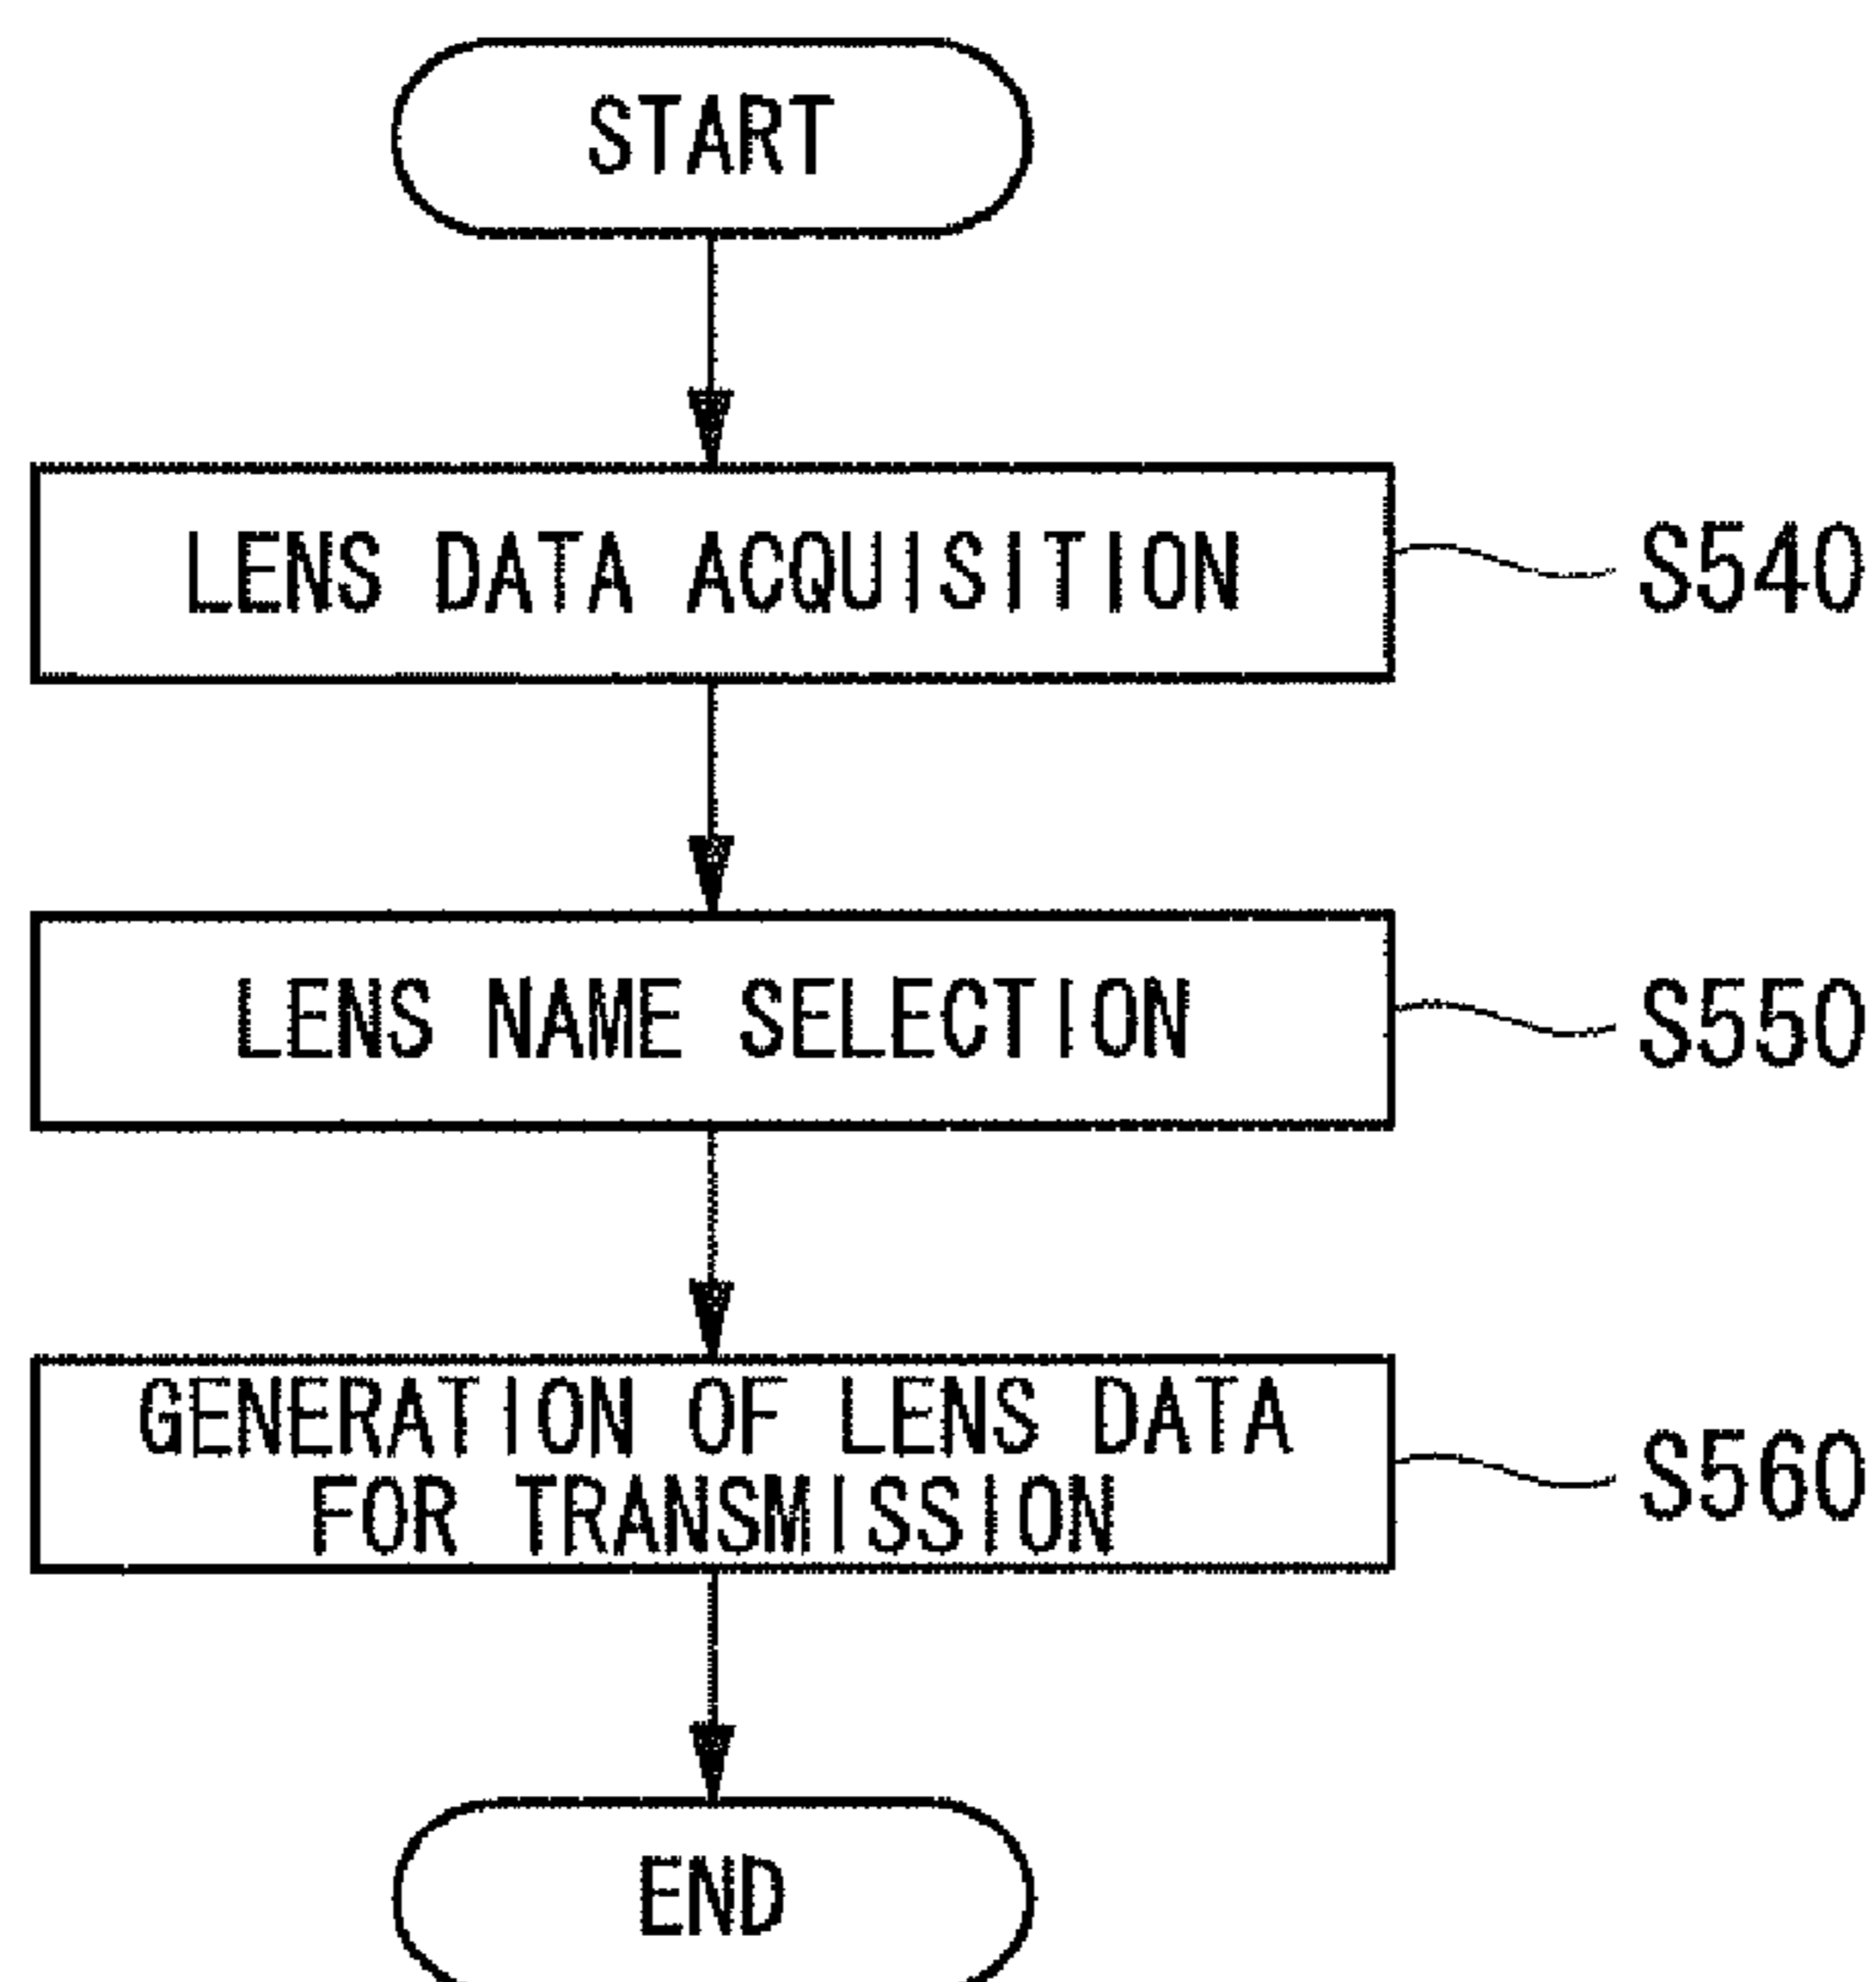 START
LENS DATA ACQUISITION
S540
LENS NAME SELECTION
S550
GENERATION OF LENS DATA
FOR TRANSMISSION
S560
END